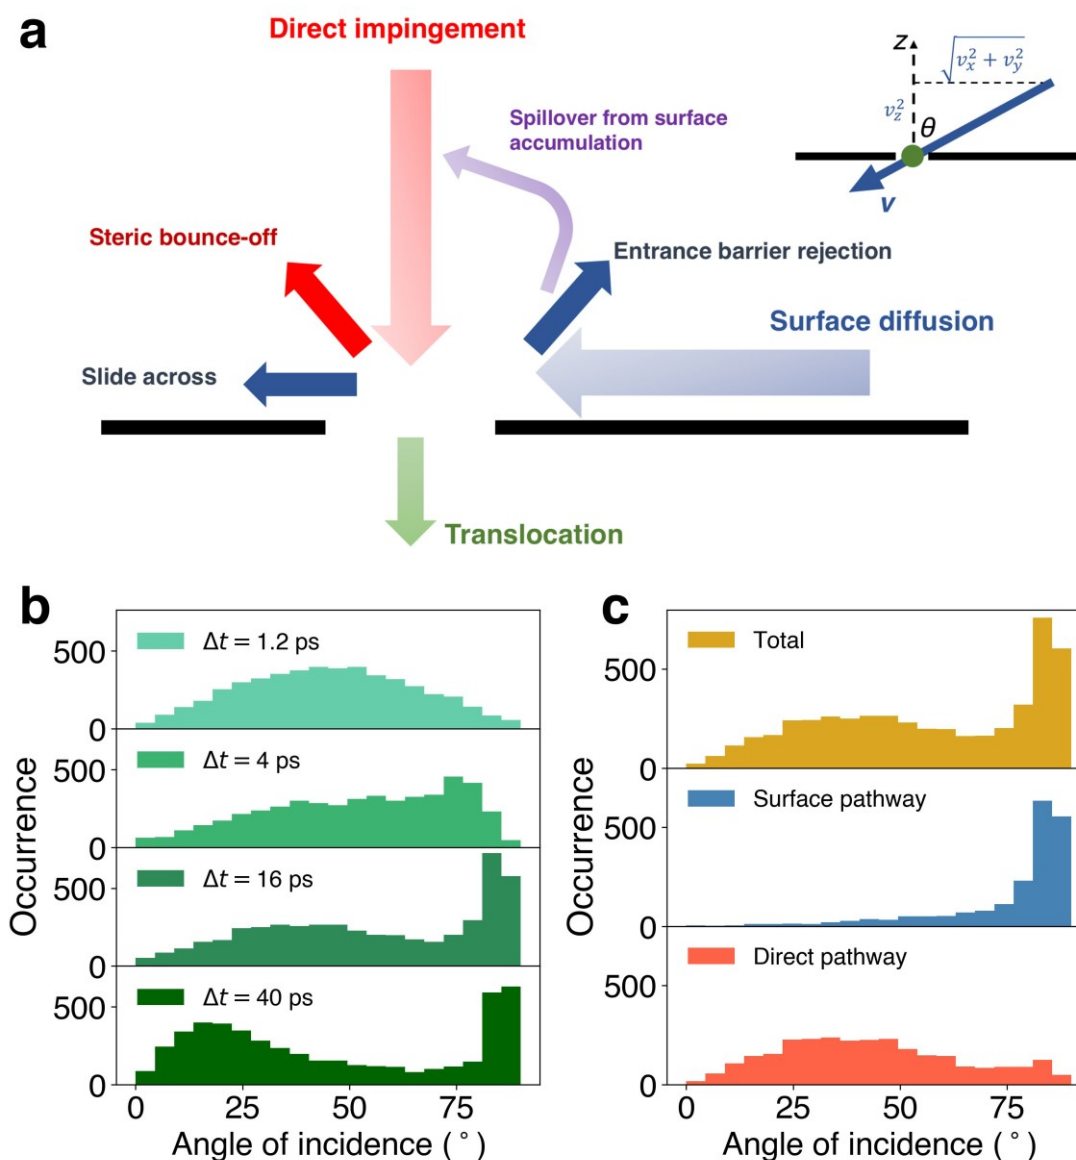 a
Direct impingement
Spillover from surface
accumulation
Steric bounce-off
Entrance barrier rejection
Surface diffusion
Slide across
Translocation
z
√(v_x^2 + v_y^2)
v_z^2
θ
v
b
Occurrence
500
0
Δt = 1.2 ps
500
0
Δt = 4 ps
500
0
Δt = 16 ps
500
0
Δt = 40 ps
0 25 50 75
Angle of incidence (°)
c
Occurrence
500
0
Total
500
0
Surface pathway
500
0
Direct pathway
0 25 50 75
Angle of incidence (°)